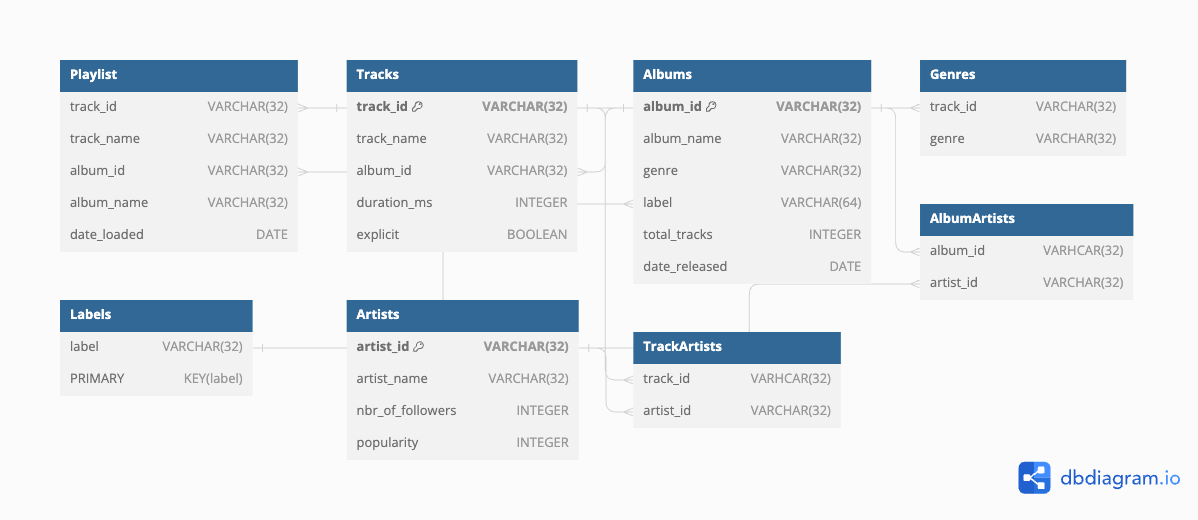 Playlist
track_id VARCHAR(32)
track_name VARCHAR(32)
album_id VARCHAR(32)
album_name VARCHAR(32)
date_loaded DATE
Tracks
track_id VARCHAR(32)
track_name VARCHAR(32)
album_id VARCHAR(32)
duration_ms INTEGER
explicit BOOLEAN
Albums
album_id VARCHAR(32)
album_name VARCHAR(32)
genre VARCHAR(32)
label VARCHAR(64)
total_tracks INTEGER
date_released DATE
Genres
track_id VARCHAR(32)
genre VARCHAR(32)
AlbumArtists
album_id VARHCAR(32)
artist_id VARCHAR(32)
Labels
label VARCHAR(32)
PRIMARY KEY(label)
Artists
artist_id VARCHAR(32)
artist_name VARCHAR(32)
nbr_of_followers INTEGER
popularity INTEGER
TrackArtists
track_id VARHCAR(32)
artist_id VARCHAR(32)
dbdiagram.io